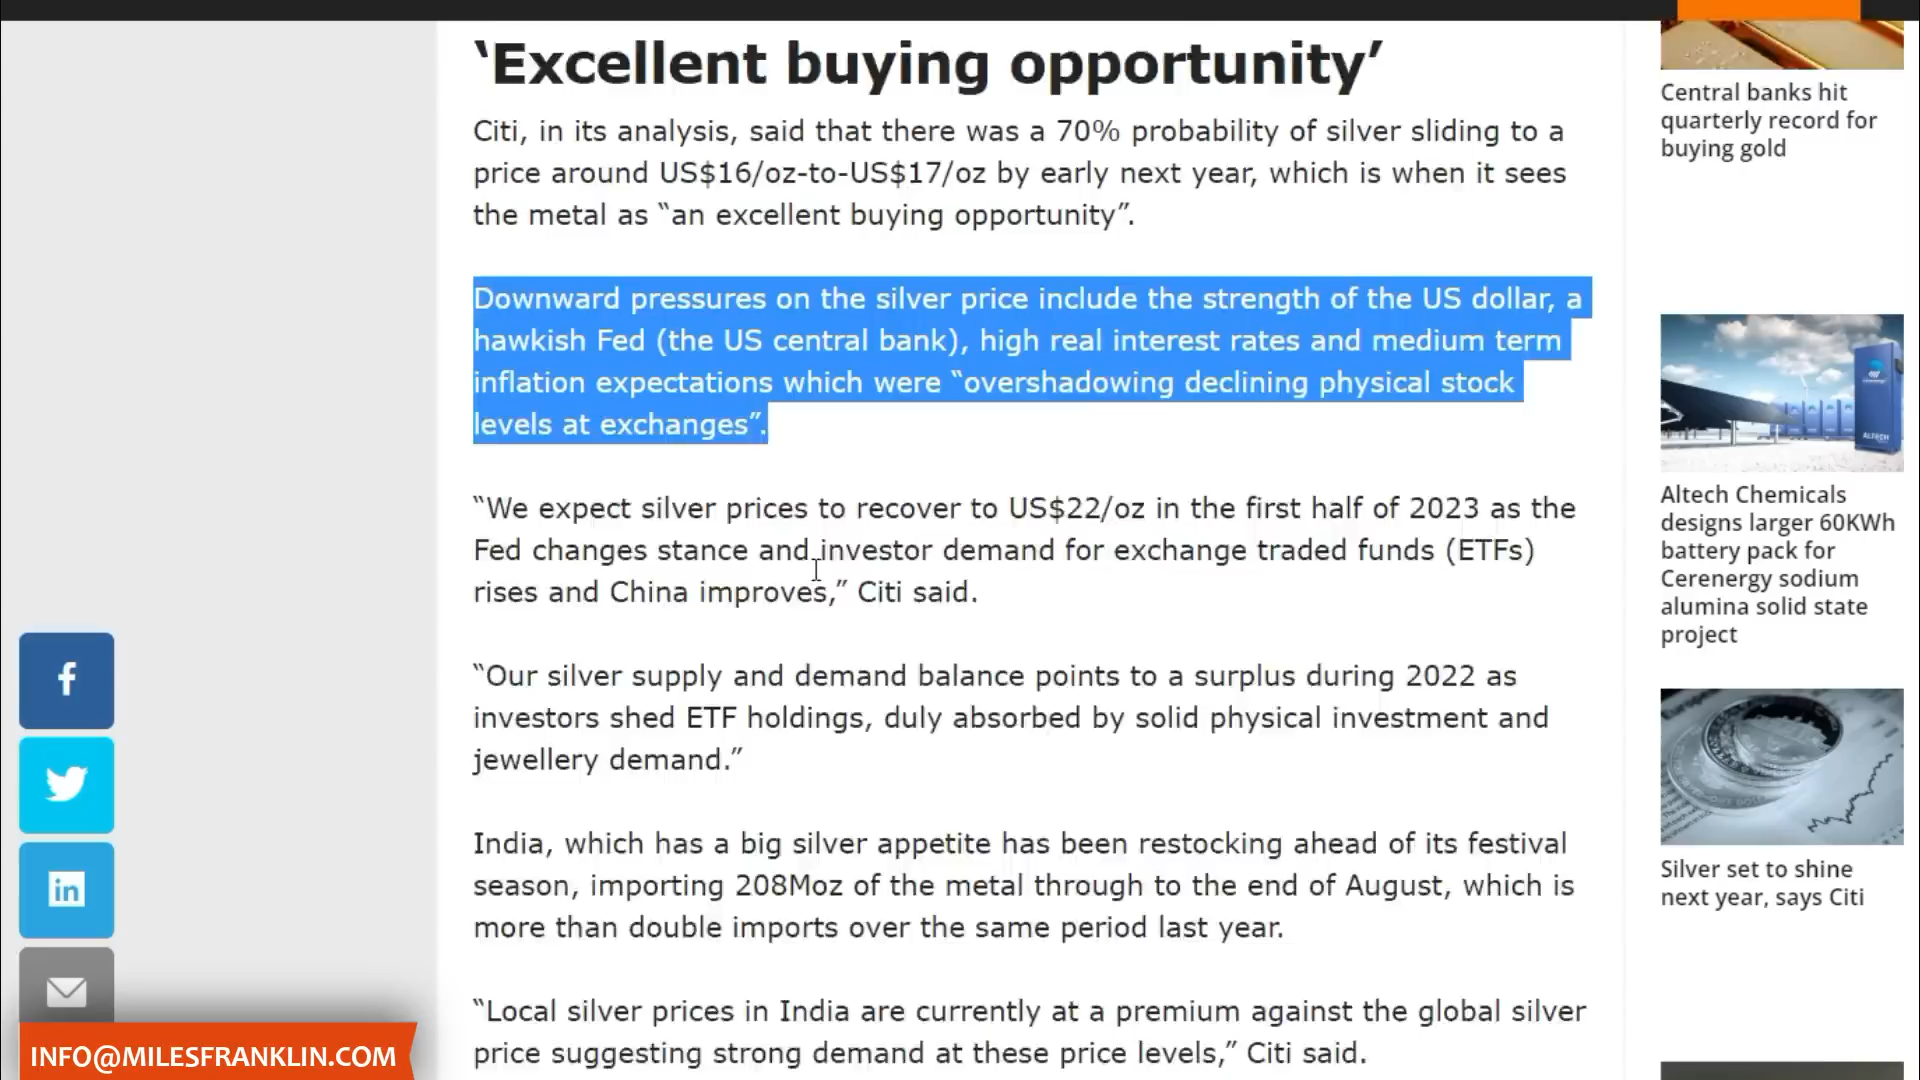 ‘Excellent buying opportunity’
Citi, in its analysis, said that there was a 70% probability of silver sliding to a
price around US$16/oz-to-US$17/oz by early next year, which is when it sees
the metal as “an excellent buying opportunity”.
Downward pressures on the silver price include the strength of the US dollar, a
hawkish Fed (the US central bank), high real interest rates and medium term
inflation expectations which were “overshadowing declining physical stock
levels at exchanges”.
“We expect silver prices to recover to US$22/oz in the first half of 2023 as the
Fed changes stance and investor demand for exchange traded funds (ETFs)
rises and China improves,” Citi said.
“Our silver supply and demand balance points to a surplus during 2022 as
investors shed ETF holdings, duly absorbed by solid physical investment and
jewellery demand.”
India, which has a big silver appetite has been restocking ahead of its festival
season, importing 208Moz of the metal through to the end of August, which is
more than double imports over the same period last year.
“Local silver prices in India are currently at a premium against the global silver
price suggesting strong demand at these price levels,” Citi said.
Central banks hit
quarterly record for
buying gold
ALTECH
Altech Chemicals
designs larger 60KWh
battery pack for
Cerenergy sodium
alumina solid state
project
Silver set to shine
next year, says Citi
f
in
INFO@MILESFRANKLIN.COM